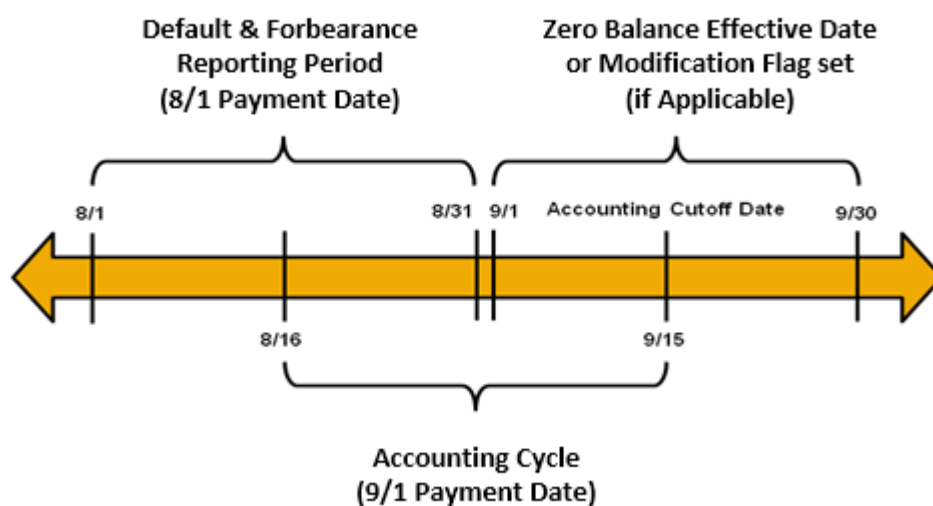 Default & Forbearance
Reporting Period
(8/1 Payment Date)
Zero Balance Effective Date
or Modification Flag set
(if Applicable)
8/1
8/31
9/1
Accounting Cutoff Date
9/30
8/16
9/15
Accounting Cycle
(9/1 Payment Date)